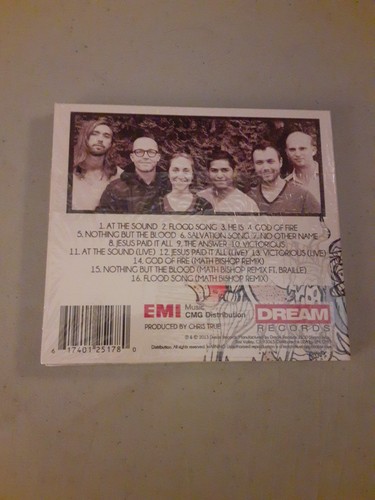 1. AT THE SOUND 2. FLOOD SONG 3. HE IS 4. GOD OF FIRE
5. NOTHING BUT THE BLOOD 6. SALVATION SONG 7. NO OTHER NAME
8. JESUS PAID IT ALL 9. THE ANSWER 10. VICTORIOUS
11. AT THE SOUND (LIVE) 12. JESUS PAID IT ALL (LIVE) 13. VICTORIOUS (LIVE)
14. GOD OF FIRE (MATH BISHOP REMIX)
15. NOTHING BUT THE BLOOD (MATH BISHOP REMIX FT. BRAILLE)
16. FLOOD SONG (MATH BISHOP REMIX)
EMI Music
CMG Distribution
PRODUCED BY CHRIS TRUE
DREAM
RECORDS
6 17401 25178 0